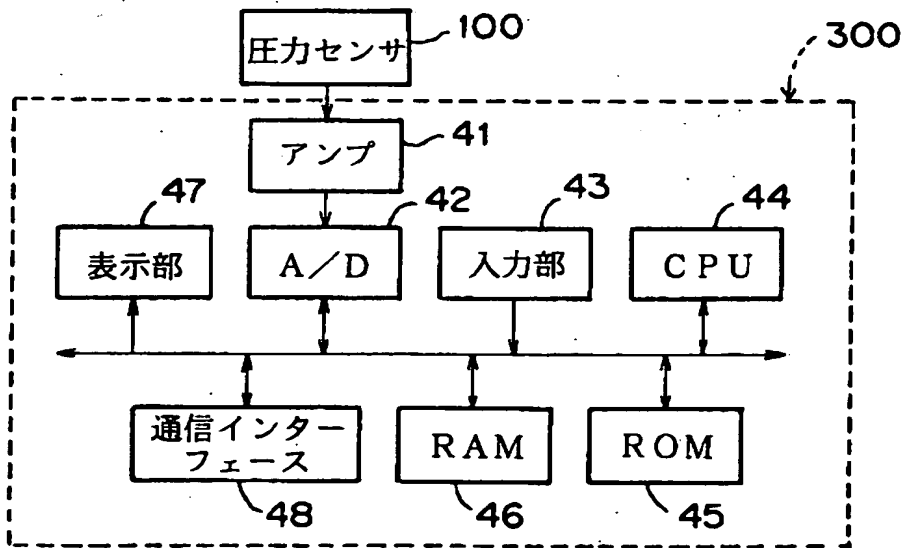 圧力センサ
100
300
アンプ
41
47
42
43
44
表示部
A/D
入力部
CPU
通信インター
フェース
RAM
ROM
48
46
45